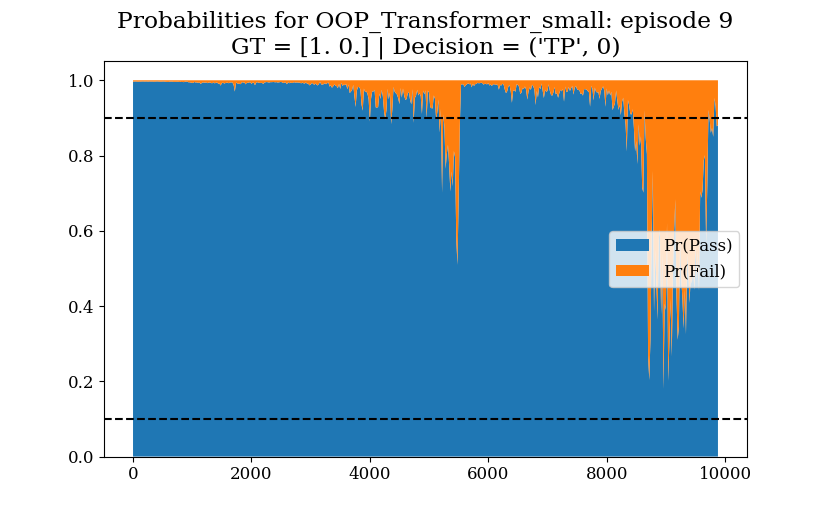 Probabilities for OOP_Transformer_small: episode 9
GT = [1. 0.] | Decision = ('TP', 0)
1.0
0.8
0.6
0.4
0.2
0.0
Pr(Pass)
Pr(Fail)
0 2000 4000 6000 8000 10000